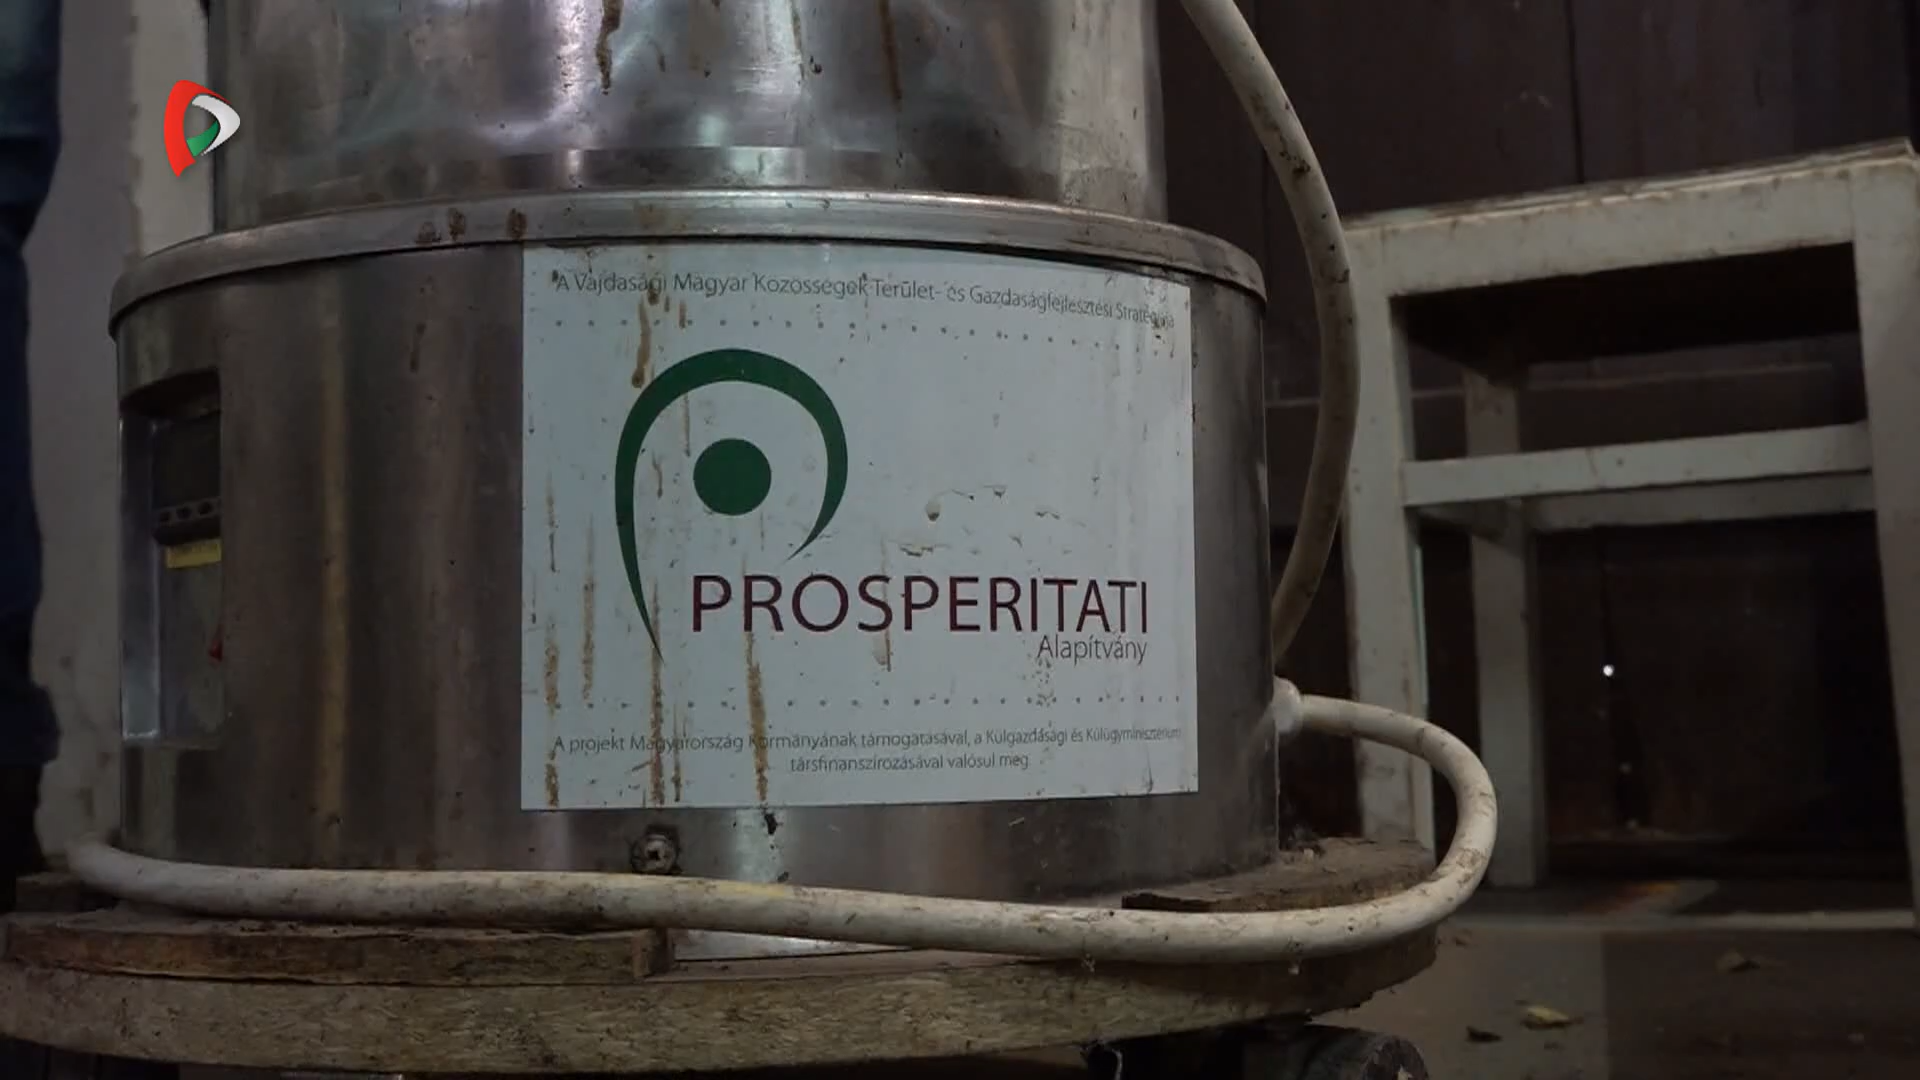 A Vajdasági Magyar Közösségek Terület- és Gazdaságfejlesztési Stratégiája
PROSPERITATI
Alapítvány
A projekt Magyarország Kormányának támogatásával, a Külgazdasági és Külügyminisztérium
társfinanszírozásával valósul meg